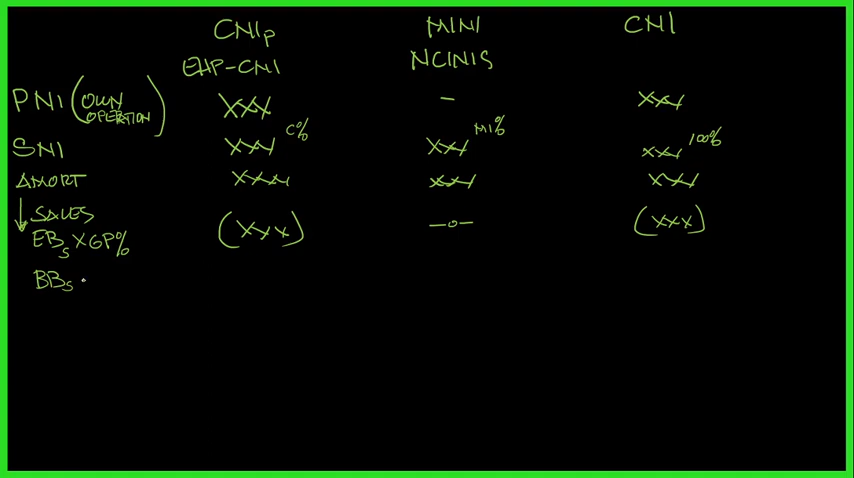 CNIp MINI CNI
EHP-CNI NCINIS
PNI (OWN OPERTION) XXX - XXX
SNI XXX C% XXX MI% XXX 100%
AMORT XXX XXX XXX
↓ SALES
EBs X GP% (XXX) -0- (XXX)
BBs